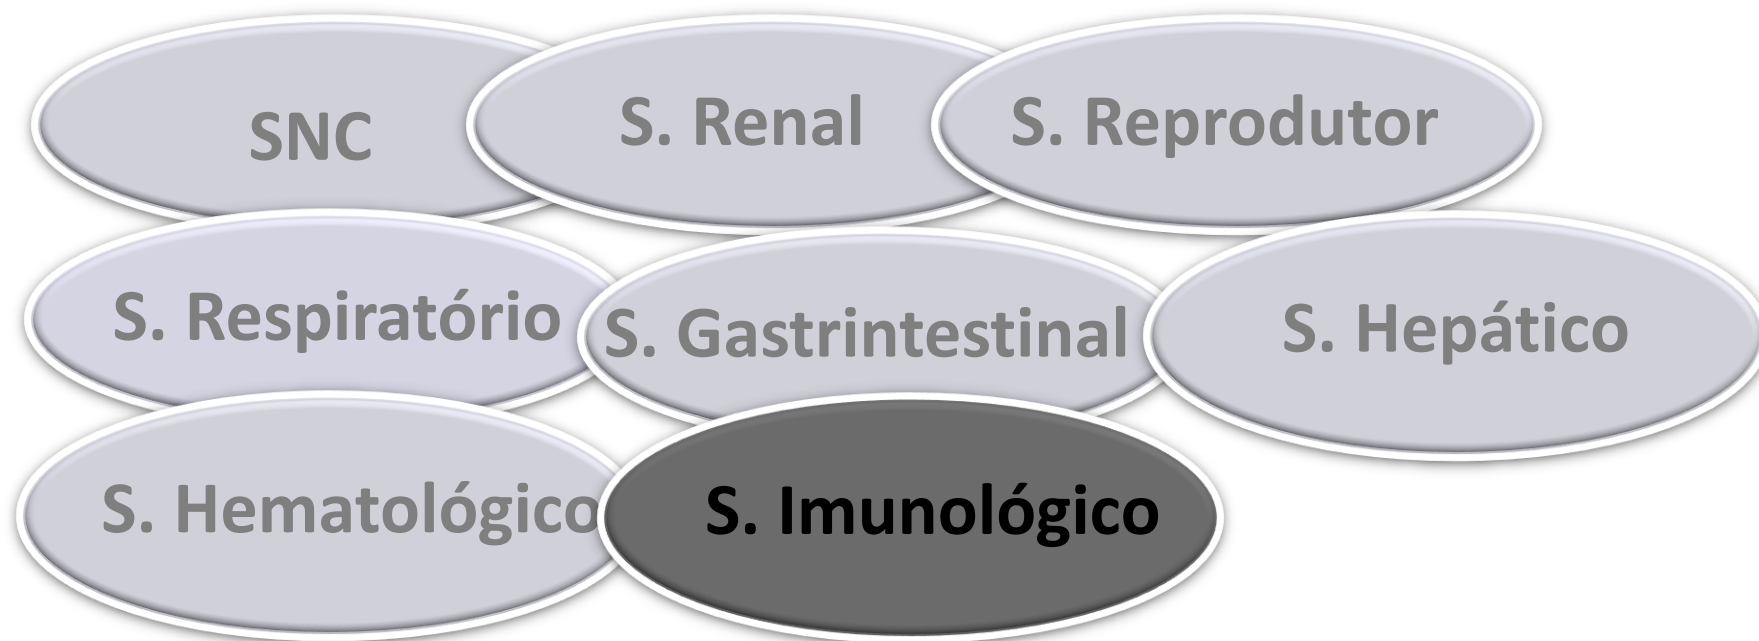 SNC
S. Renal
S. Reprodutor
S. Respiratório
S. Gastrintestinal
S. Hepático
S. Hematológico
S. Imunológico